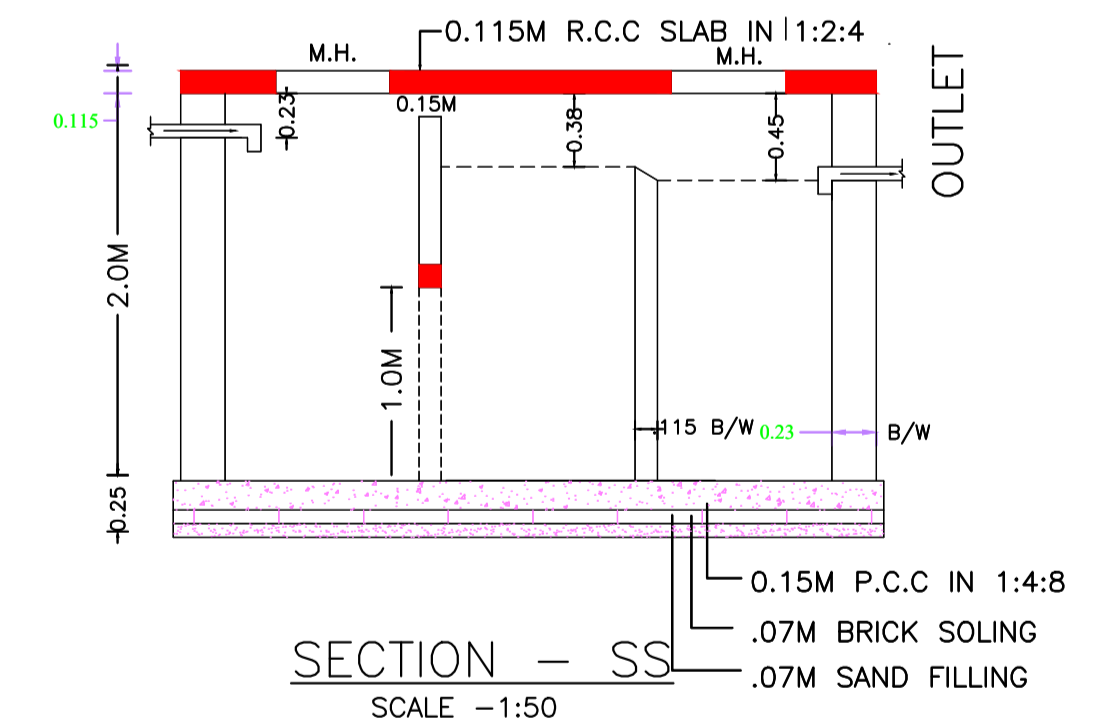 0.115M R.C.C SLAB IN 1:2:4
M.H.
M.H.
OUTLET
0.115
0.23
0.15M
0.38
0.45
2.0M
1.0M
115 B/W
0.23
B/W
0.25
0.15M P.C.C IN 1:4:8
.07M BRICK SOLING
.07M SAND FILLING
SECTION - SS
SCALE -1:50